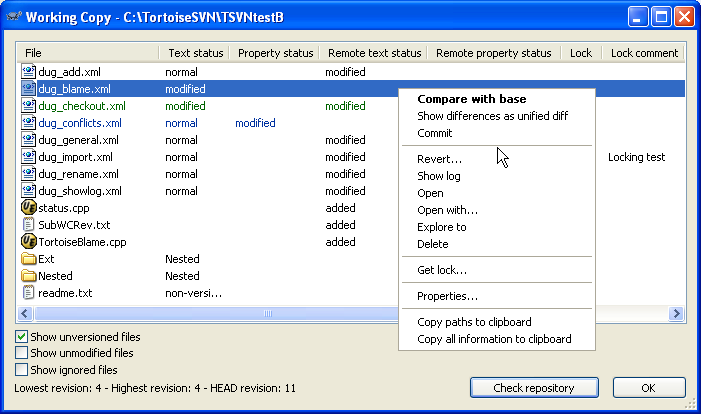 Working Copy - C:\TortoiseSVN\TSVNtestB
File Text status Property status Remote text status Remote property status Lock Lock comment
dug_add.xml normal modified
dug_blame.xml modified
dug_checkout.xml modified modified
dug_conflicts.xml normal modified
dug_general.xml normal modified
dug_import.xml normal modified Locking test
dug_rename.xml normal modified
dug_showlog.xml normal modified
status.cpp added
SubWCRev.txt added
TortoiseBlame.cpp added
Ext Nested
Nested Nested
readme.txt non-versi...
Compare with base
Show differences as unified diff
Commit
Revert...
Show log
Open
Open with...
Explore to
Delete
Get lock...
Properties...
Copy paths to clipboard
Copy all information to clipboard
Show unversioned files
Show unmodified files
Show ignored files
Lowest revision: 4 - Highest revision: 4 - HEAD revision: 11
Check repository OK